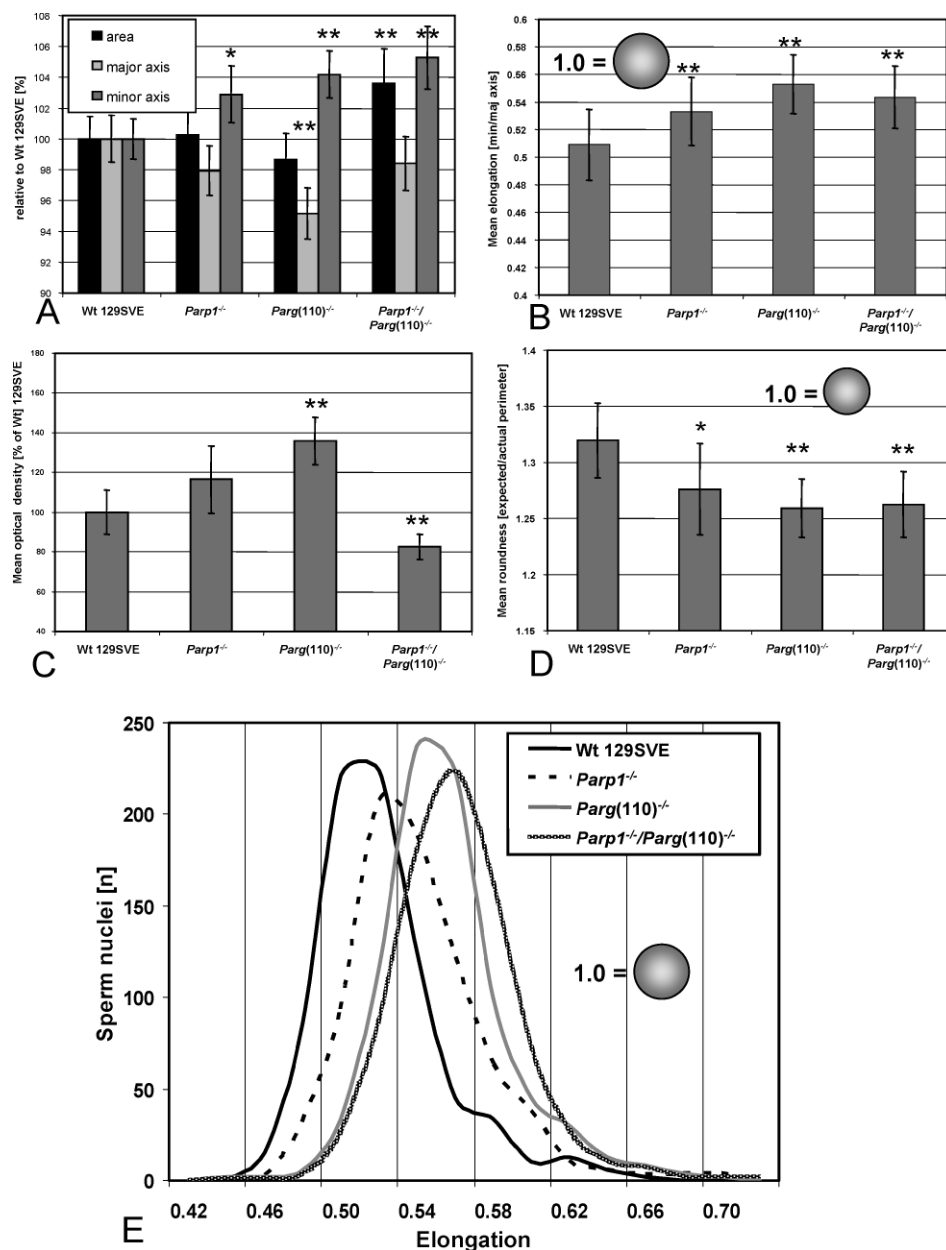 relative to Wt 129SVE [%]
108
106
104
102
100
98
96
94
92
90
area
major axis
minor axis
*
**
**
**
**
Wt 129SVE
Parp1-/-
Parg(110)-/-
Parp1-/-/
Parg(110)-/-
A
Mean elongation [min/maj axis]
0.6
0.58
0.56
0.54
0.52
0.5
0.48
0.46
0.44
0.42
0.4
1.0 =
**
**
**
Wt 129SVE
Parp1-/-
Parg(110)-/-
Parp1-/-/
Parg(110)-/-
B
Mean optical density [% of Wt] 129SVE
180
160
140
120
100
80
60
40
**
**
Wt 129SVE
Parp1-/-
Parg(110)-/-
Parp1-/-/
Parg(110)-/-
C
Mean roundness [expected/actual perimeter]
1.4
1.35
1.3
1.25
1.2
1.15
1.0 =
*
**
**
Wt 129SVE
Parp1-/-
Parg(110)-/-
Parp1-/-/
Parg(110)-/-
D
Sperm nuclei [n]
250
200
150
100
50
0
Wt 129SVE
Parp1-/-
Parg(110)-/-
Parp1-/-/Parg(110)-/-
1.0 =
0.42 0.46 0.50 0.54 0.58 0.62 0.66 0.70
Elongation
E